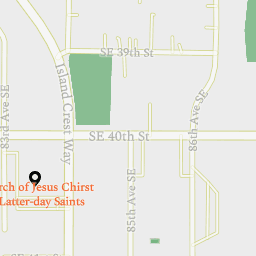 SE 39th St
83rd Ave SE
Island Crest Way
86th Ave SE
SE 40th St
85th Ave SE
rch of Jesus Chirst
Latter-day Saints